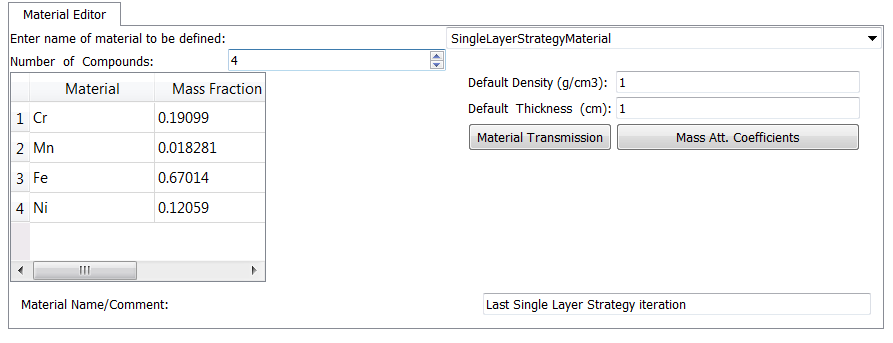 Material Editor
Enter name of material to be defined: SingleLayerStrategyMaterial
Number of Compounds: 4
Material Mass Fraction
1 Cr 0.19099
2 Mn 0.018281
3 Fe 0.67014
4 Ni 0.12059
Default Density (g/cm3): 1
Default Thickness (cm): 1
Material Transmission Mass Att. Coefficients
Material Name/Comment: Last Single Layer Strategy iteration